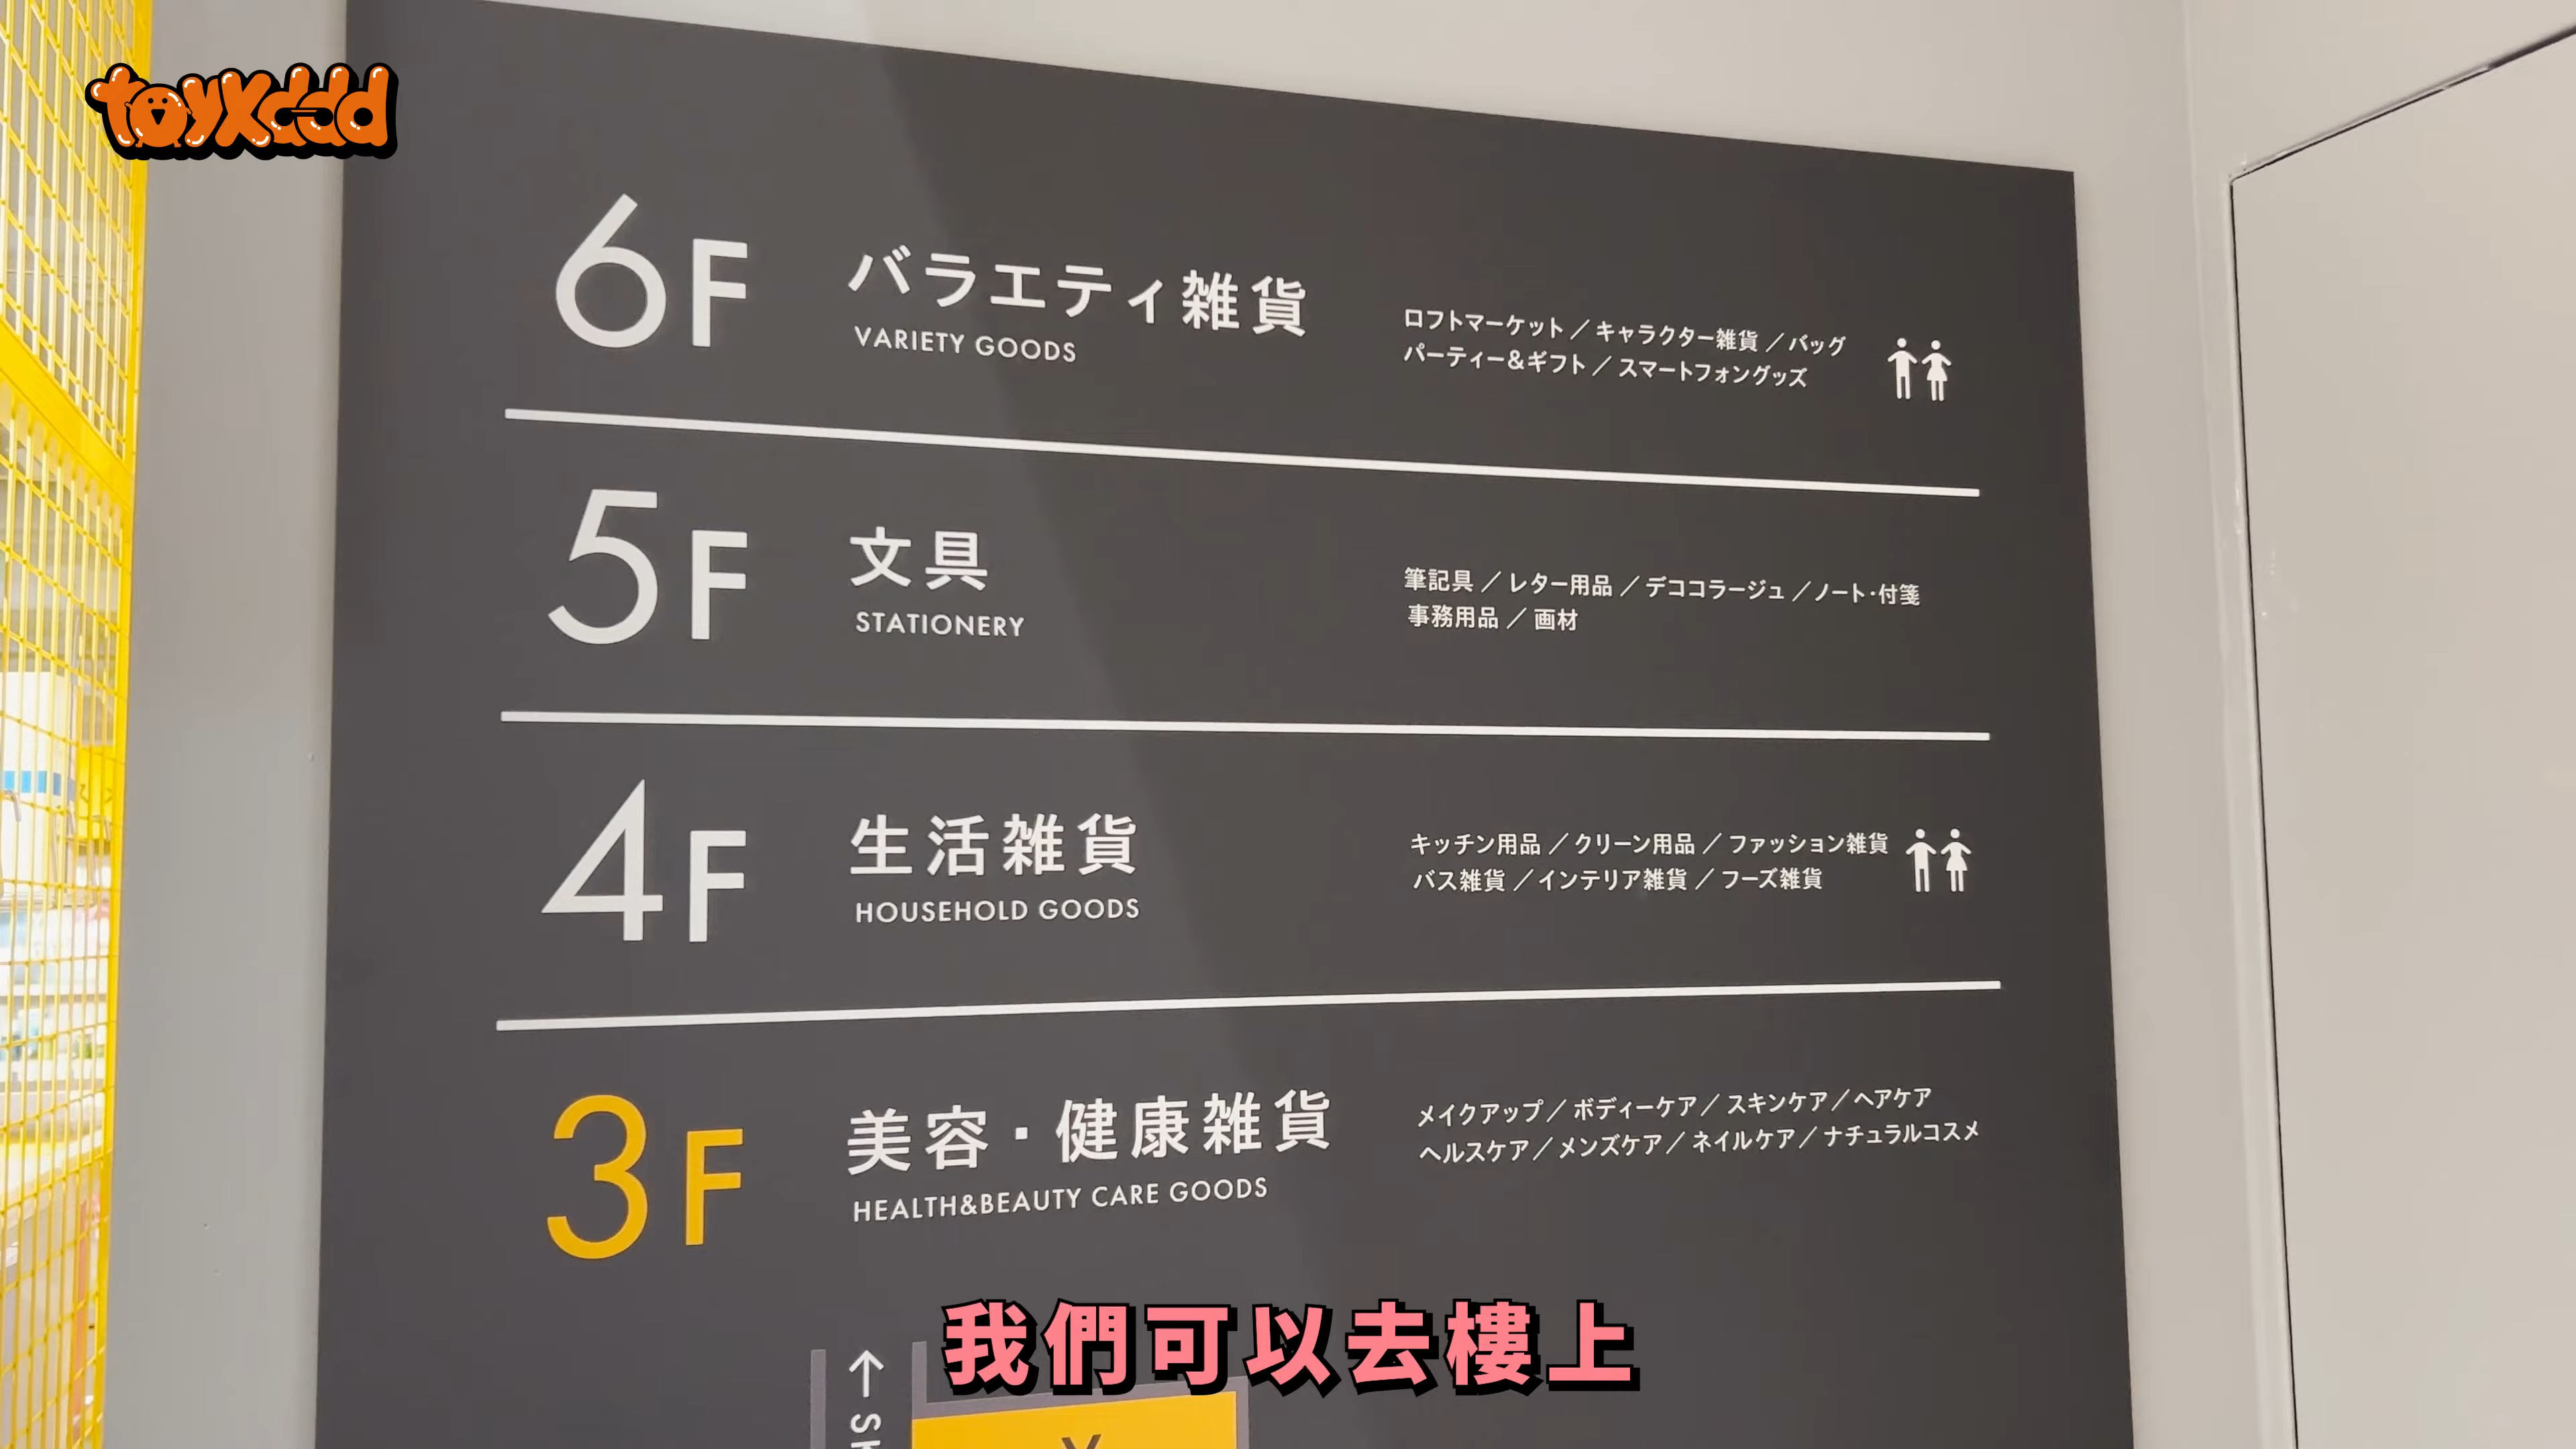 toyxddd
6F
バラエティ雑貨
VARIETY GOODS
ロフトマーケット／キャラクター雑貨／バッグ
パーティー&ギフト／スマートフォングッズ
5F
文具
STATIONERY
筆記具／レター用品／デココラージュ／ノート・付箋
事務用品／画材
4F
生活雑貨
HOUSEHOLD GOODS
キッチン用品／クリーン用品／ファッション雑貨
バス雑貨／インテリア雑貨／フーズ雑貨
3F
美容・健康雑貨
HEALTH&BEAUTY CARE GOODS
メイクアップ／ボディーケア／スキンケア／ヘアケア
ヘルスケア／メンズケア／ネイルケア／ナチュラルコスメ
我們可以去樓上